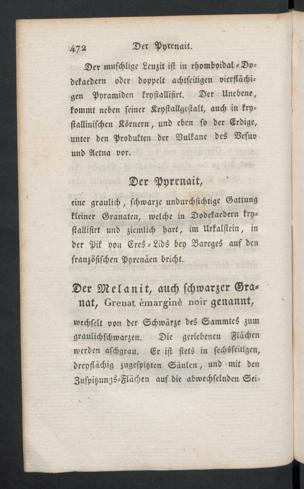 472 Der Pyrenait.
Der muschlige Leuzit ist in rhomboidal-Do-
dekaedern oder doppelt achtseitigen vierflächi-
gen Pyramiden krystallisirt. Der Unebene,
kommt neben seiner Krystallgestalt, auch in kry-
stallinischen Körnern, und eben so der Erdige,
unter den Produkten der Vulkane des Vesuv
und Aetna vor.
Der Pyrenait,
eine graulich, schwarze undurchsichtige Gattung
kleiner Granaten, welche in Dodekaedern kry-
stallisirt und ziemlich hart, im Urkalstein, in
der Pik von Eres-Lids bey Bareges auf den
französischen Pyrenäen bricht.
Der Melanit, auch schwarzer Gra-
nat, Grenat èmarginè noir genannt,
wechselt von der Schwärze des Sammetes zum
graulichschwarzen. Die geriebenen Flächen
werden aschgrau. Er ist stets in sechsseitigen,
dreyflächig zugespitzten Säulen, und mit den
Zuspitzungs-Flächen auf die abwechselnden Sei-